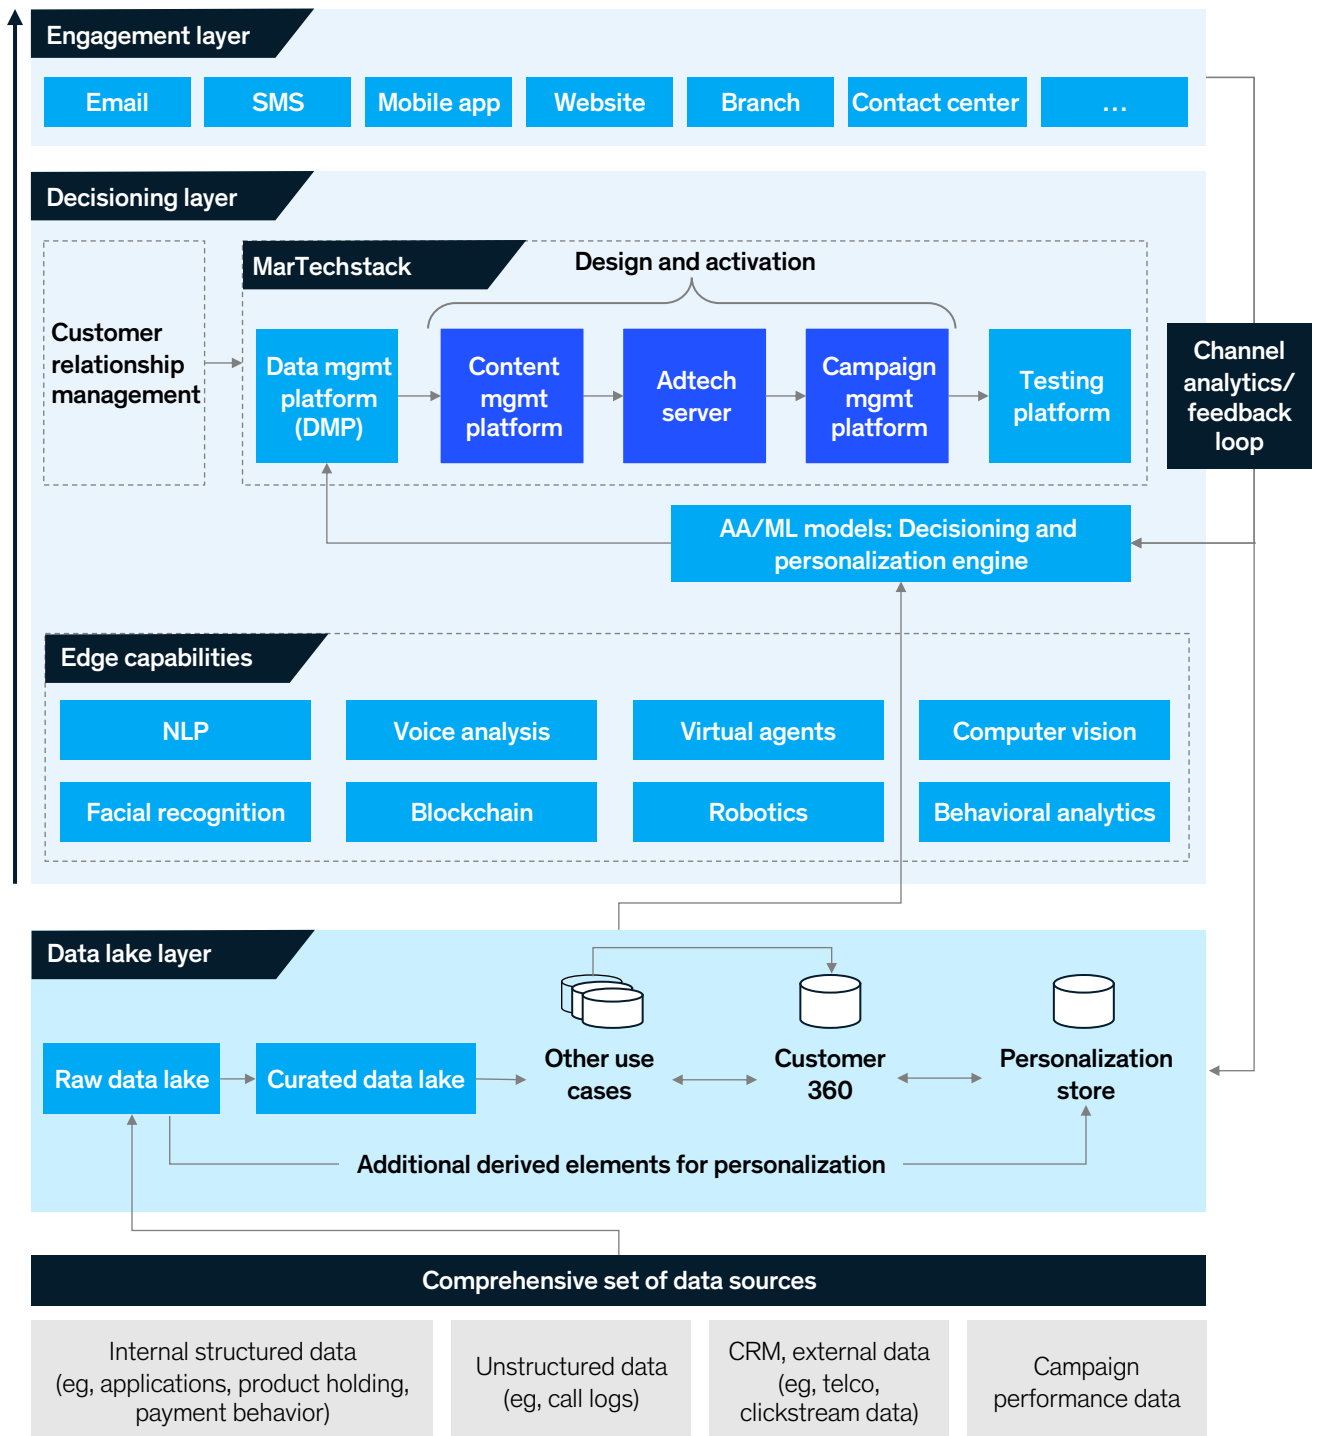 Engagement layer
Email
SMS
Mobile app
Website
Branch
Contact center
...
Decisioning layer
Customer
relationship
management
MarTechstack
Design and activation
Data mgmt
platform
(DMP)
Content
mgmt
platform
Adtech
server
Campaign
mgmt
platform
Testing
platform
Channel
analytics/
feedback
loop
AA/ML models: Decisioning and
personalization engine
Edge capabilities
NLP
Voice analysis
Virtual agents
Computer vision
Facial recognition
Blockchain
Robotics
Behavioral analytics
Data lake layer
Raw data lake
Curated data lake
Other use
cases
Customer
360
Personalization
store
Additional derived elements for personalization
Comprehensive set of data sources
Internal structured data
(eg, applications, product holding,
payment behavior)
Unstructured data
(eg, call logs)
CRM, external data
(eg, telco,
clickstream data)
Campaign
performance data